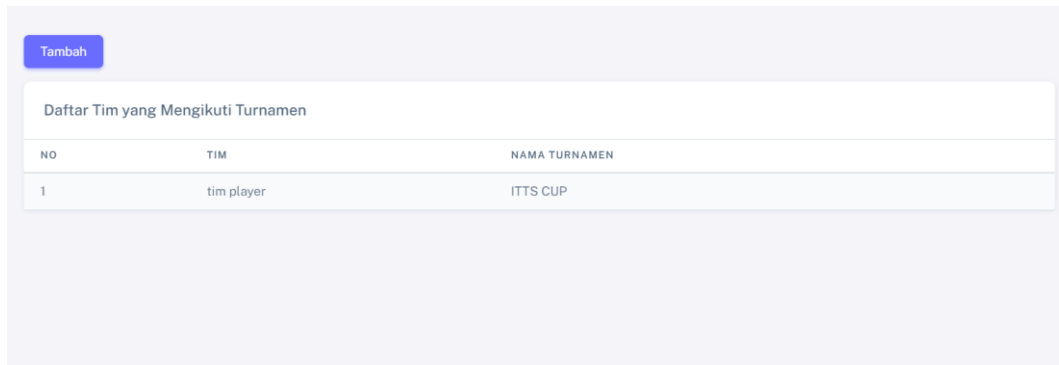 Tambah
Daftar Tim yang Mengikuti Turnamen
NO TIM NAMA TURNAMEN
1 tim player ITTS CUP